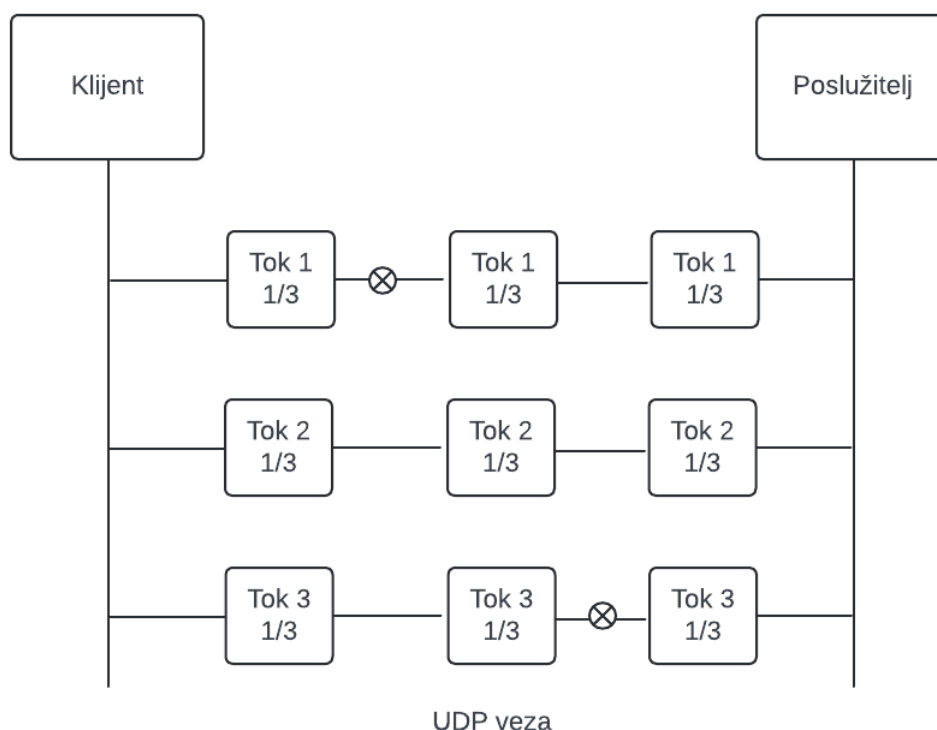 Klijent
Poslužitelj
Tok 1
1/3
Tok 1
1/3
Tok 1
1/3
Tok 2
1/3
Tok 2
1/3
Tok 2
1/3
Tok 3
1/3
Tok 3
1/3
Tok 3
1/3
UDP veza